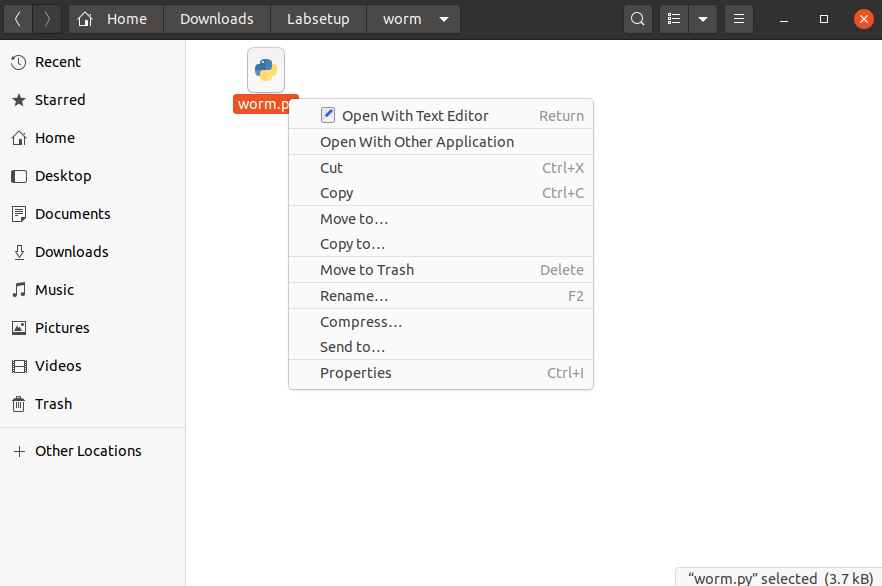 Home Downloads Labsetup worm
Recent
Starred
Home
Desktop
Documents
Downloads
Music
Pictures
Videos
Trash
Other Locations
worm.p
Open With Text Editor Return
Open With Other Application
Cut Ctrl+X
Copy Ctrl+C
Move to…
Copy to…
Move to Trash Delete
Rename… F2
Compress…
Send to…
Properties Ctrl+I
“worm.py” selected (3.7 kB)